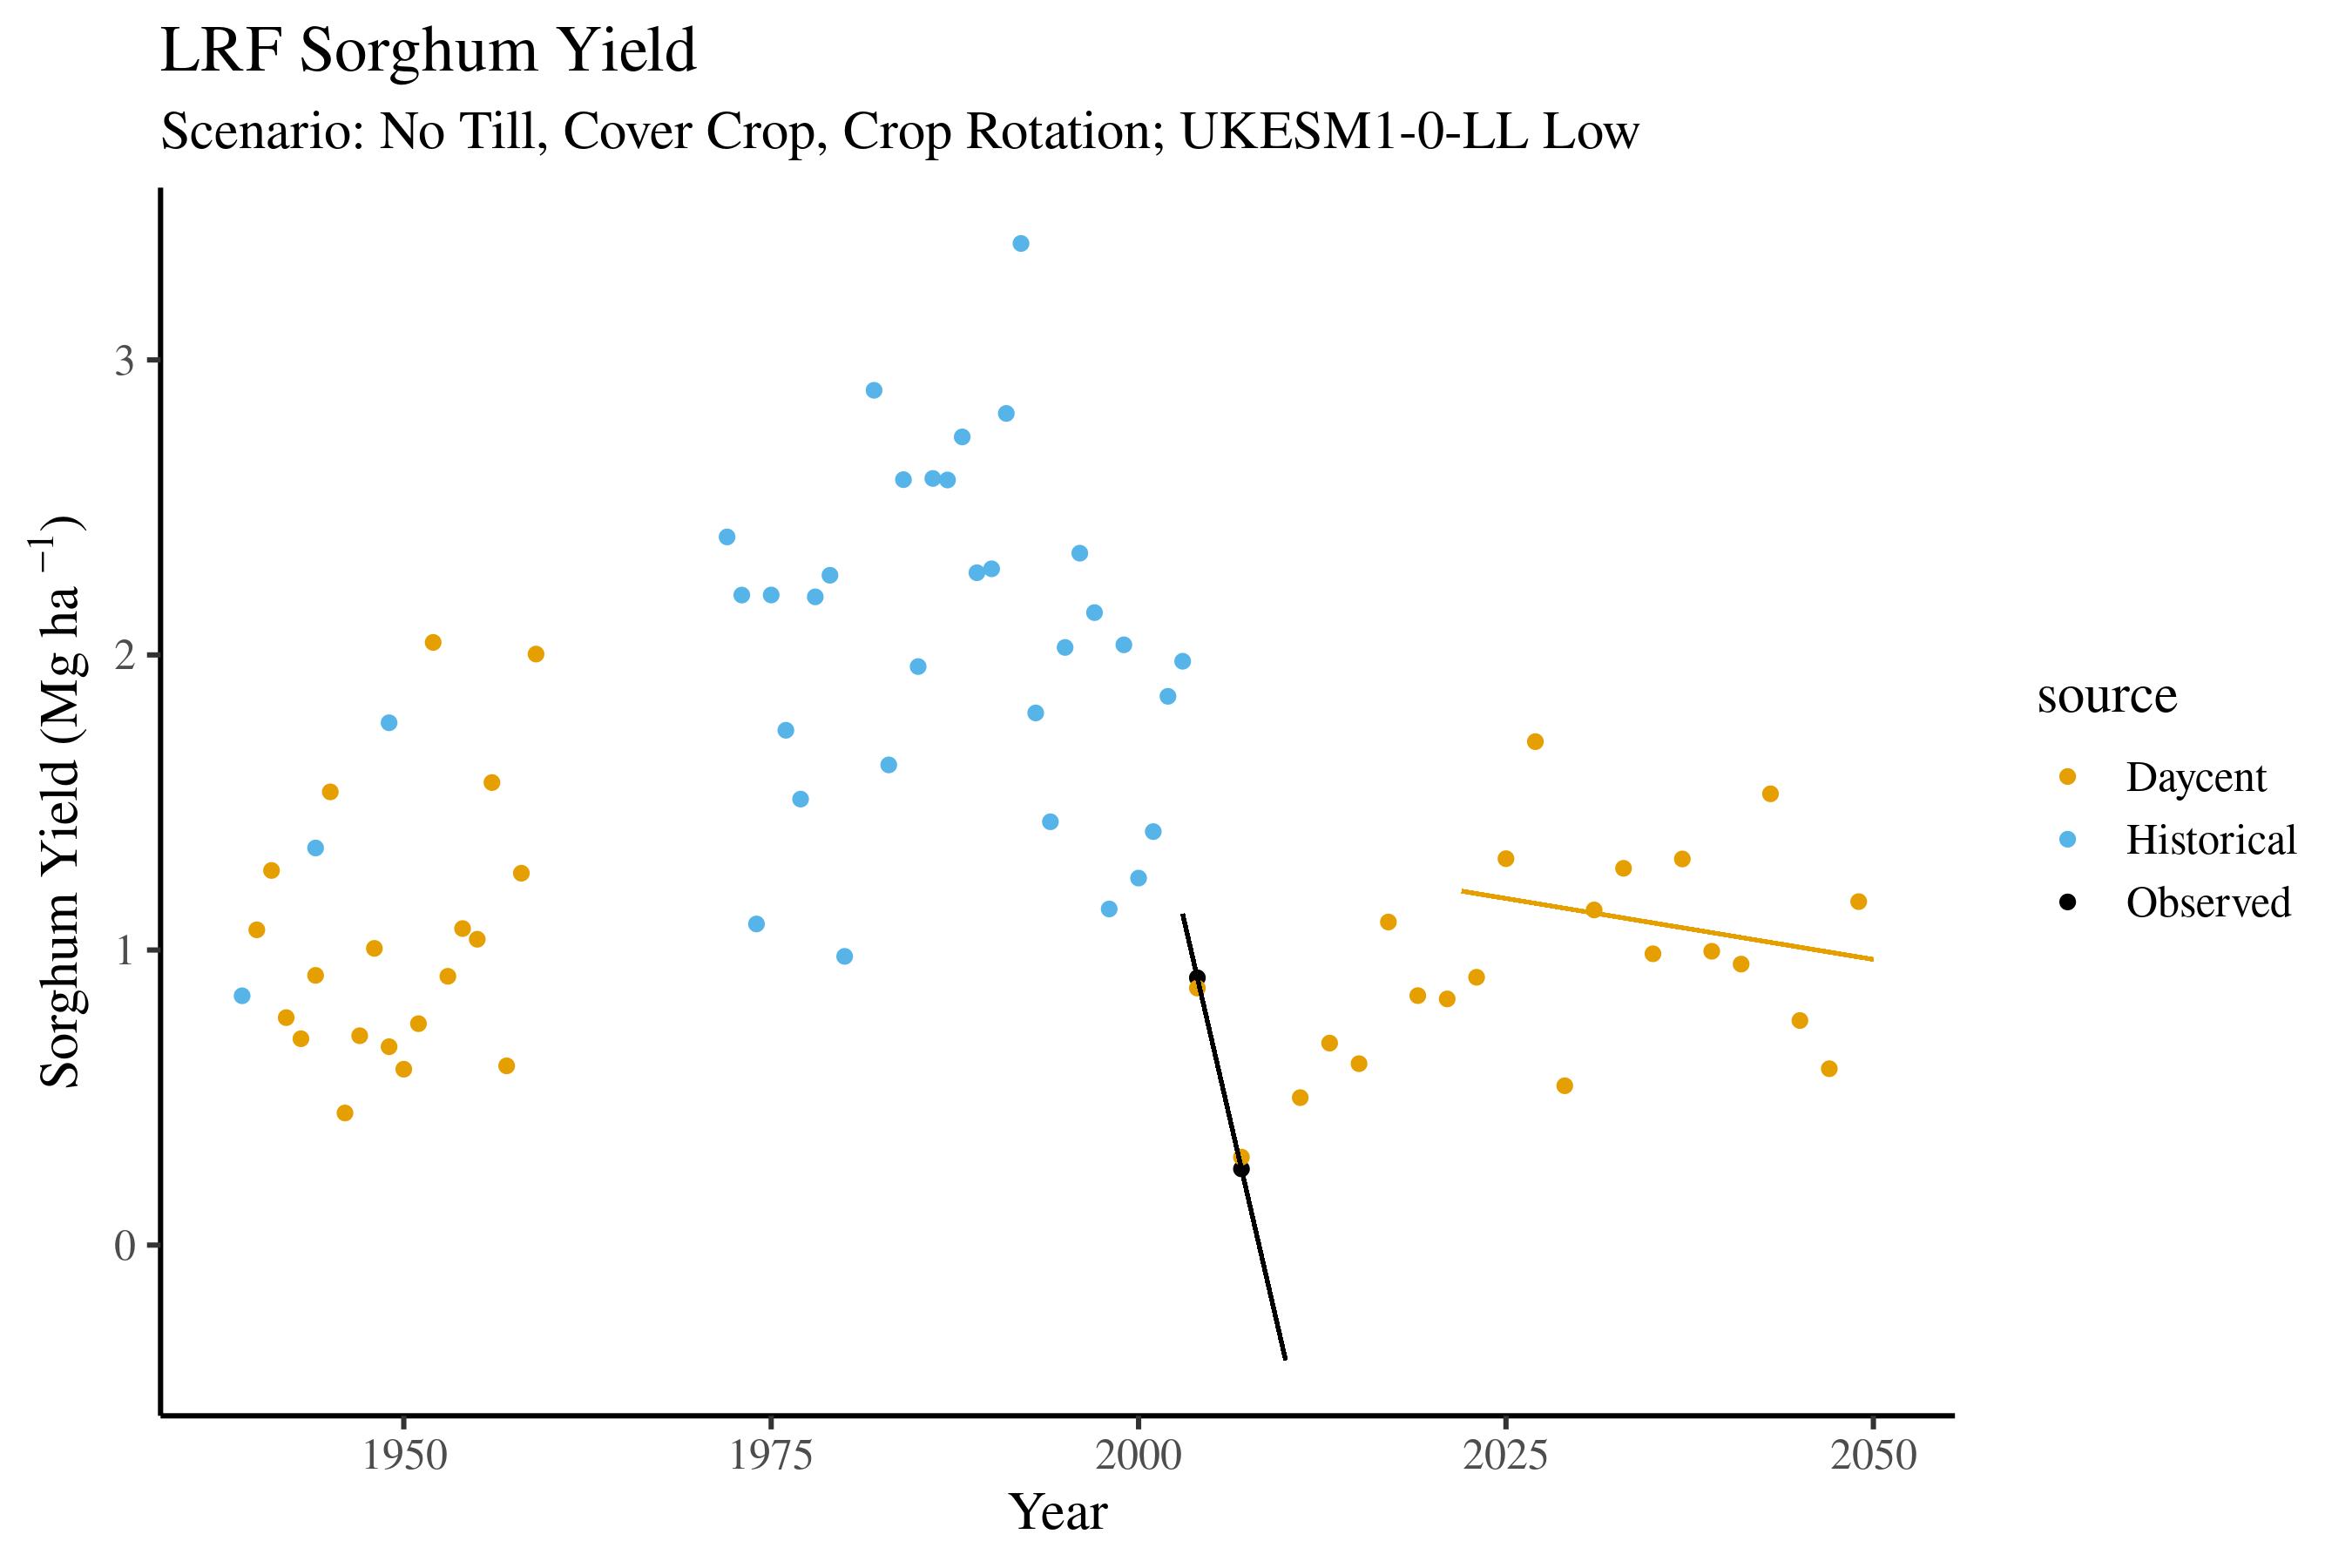 LRF Sorghum Yield
Scenario: No Till, Cover Crop, Crop Rotation; UKESM1-0-LL Low
Sorghum Yield (Mg ha −1)
3
2
1
0
1950
1975
2000
2025
2050
Year
source
Daycent
Historical
Observed